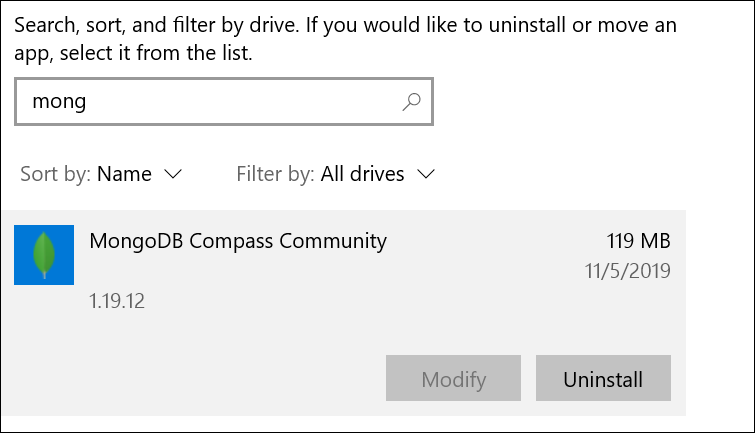 Search, sort, and filter by drive. If you would like to uninstall or move an
app, select it from the list.
mong
Sort by: Name Filter by: All drives
MongoDB Compass Community 119 MB
11/5/2019
1.19.12
Modify Uninstall